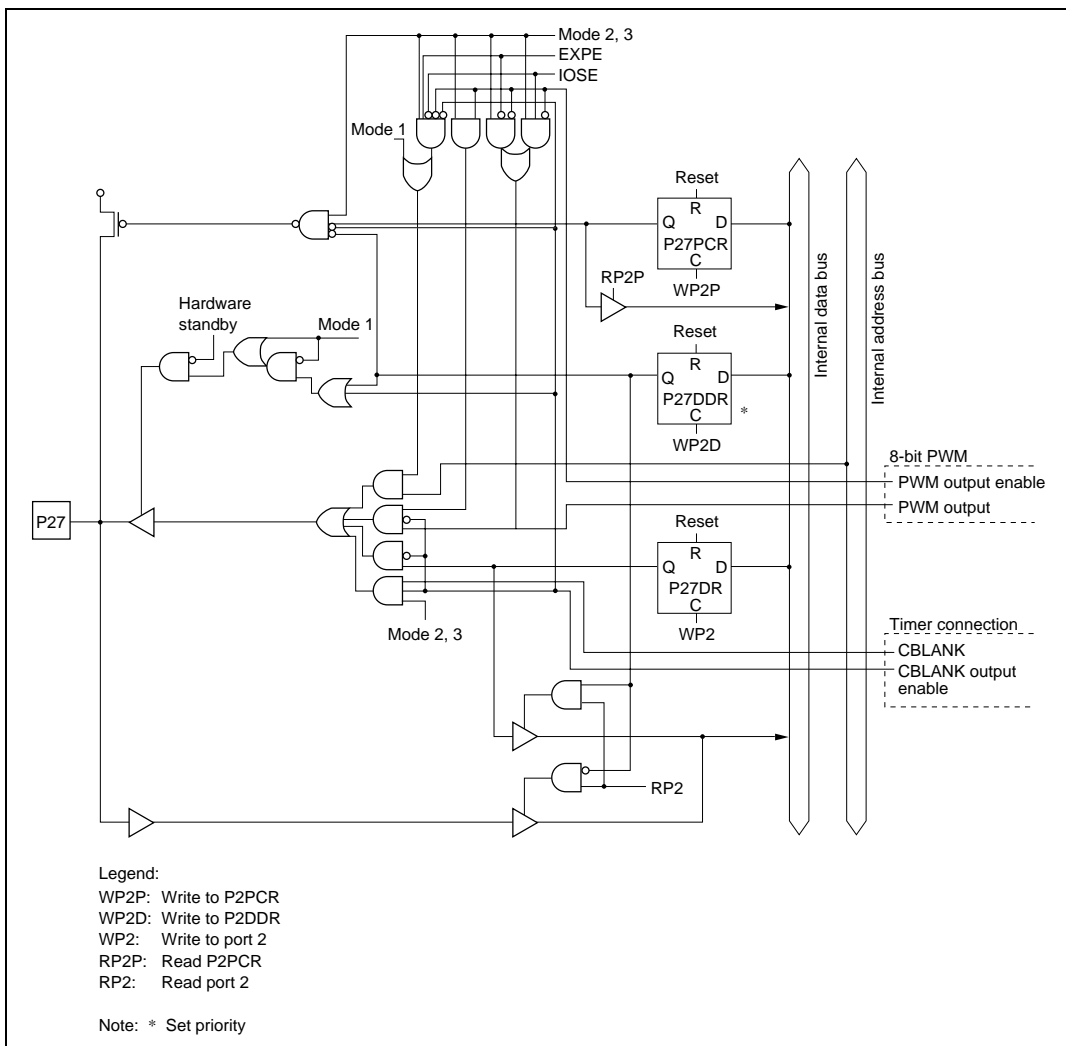 Mode 2, 3
EXPE
IOSE
Mode 1
Reset
R
Q D
P27PCR
C
WP2P
RP2P
Hardware
standby
Mode 1
Reset
R
Q D
P27DDR
C
*
WP2D
Internal data bus
Internal address bus
8-bit PWM
PWM output enable
PWM output
P27
Reset
R
Q D
P27DR
C
WP2
Mode 2, 3
Timer connection
CBLANK
CBLANK output
enable
RP2
Legend:
WP2P: Write to P2PCR
WP2D: Write to P2DDR
WP2: Write to port 2
RP2P: Read P2PCR
RP2: Read port 2
Note: * Set priority